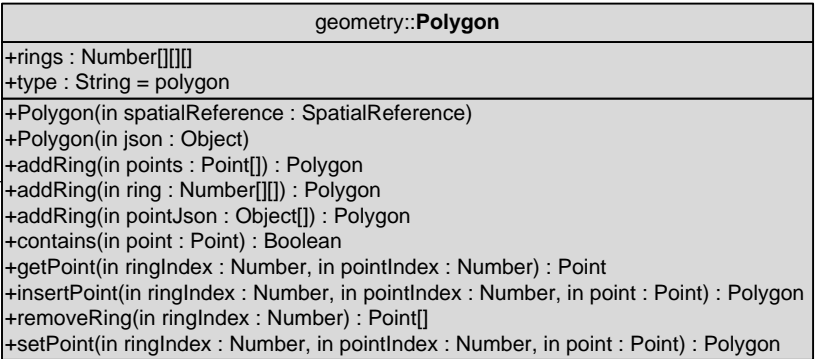 geometry::Polygon
+rings : Number[][][]
+type : String = polygon
+Polygon(in spatialReference : SpatialReference)
+Polygon(in json : Object)
+addRing(in points : Point[]) : Polygon
+addRing(in ring : Number[][]) : Polygon
+addRing(in pointJson : Object[]) : Polygon
+contains(in point : Point) : Boolean
+getPoint(in ringIndex : Number, in pointIndex : Number) : Point
+insertPoint(in ringIndex : Number, in pointIndex : Number, in point : Point) : Polygon
+removeRing(in ringIndex : Number) : Point[]
+setPoint(in ringIndex : Number, in pointIndex : Number, in point : Point) : Polygon